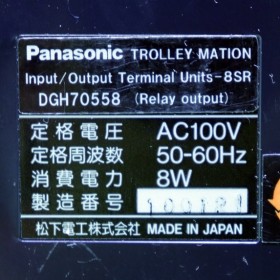 Panasonic TROLLEY MATION
Input/Output Terminal Units-8SR
DGH70558 (Relay output)
定格電圧 AC100V
定格周波数 50-60Hz
消費電力 8W
製造番号
松下電工株式会社 MADE IN JAPAN